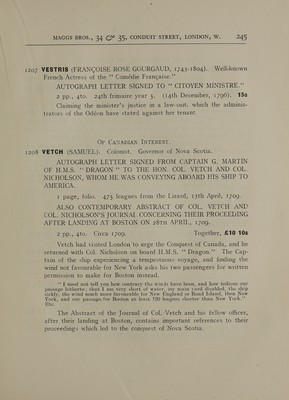 MAGGS BROS., 34 & 35, CONDUIT STREET, LONDON, W. 245
1207 VESTRIS (FRANÇOISE ROSE GOURGAUD, 1743-1804). Well-known
French Actress of the "Comédie Française."
AUTOGRAPH LETTER SIGNED TO "CITOYEN MINISTRE."
2 pp., 4to. 24th frimaire year 5. (14th December, 1796). 15s
Claiming the minister's justice in a law-suit, which the adminis-
trators of the Odéon have stated against her tenant.
OF CANADIAN INTEREST.
1208 VETCH (SAMUEL). Colonist. Governor of Nova Scotia.
AUTOGRAPH LETTER SIGNED FROM CAPTAIN G. MARTIN
OF H.M.S. "DRAGON" TO THE HON. COL. VETCH AND COL.
NICHOLSON, WHOM HE WAS CONVEYING ABOARD HIS SHIP TO
AMERICA.
1 page, folio. 475 leagues from the Lizard, 13th April, 1709.
ALSO CONTEMPORARY ABSTRACT OF COL. VETCH AND
COL. NICHOLSON'S JOURNAL CONCERNING THEIR PROCEEDING
AFTER LANDING AT BOSTON ON 28TH APRIL, 1709.
2 pp., 4to. Circa 1709. Together, £10 10s
Vetch had visited London to urge the Conquest of Canada, and he
returned with Col. Nicholson on board H.M.S. "Dragon." The Cap-
tain of the ship experiencing a tempestuous voyage, and finding the
wind not favourable for New York asks his two passengers for written
permission to make for Boston instead.
"I need not tell you how contrary the winds have been, and how tedious our
passage hitherto; that I am very short of water, my main yard disabled, the ship
sickly, the wind much more favourable for New England or Road Island, then New
York, and our passage for Boston at least 120 leagues shorter than New York."
Etc.
The Abstract of the Journal of Col. Vetch and his fellow officer,
after their landing at Boston, contains important references to their
proceedings which led to the conquest of Nova Scotia.